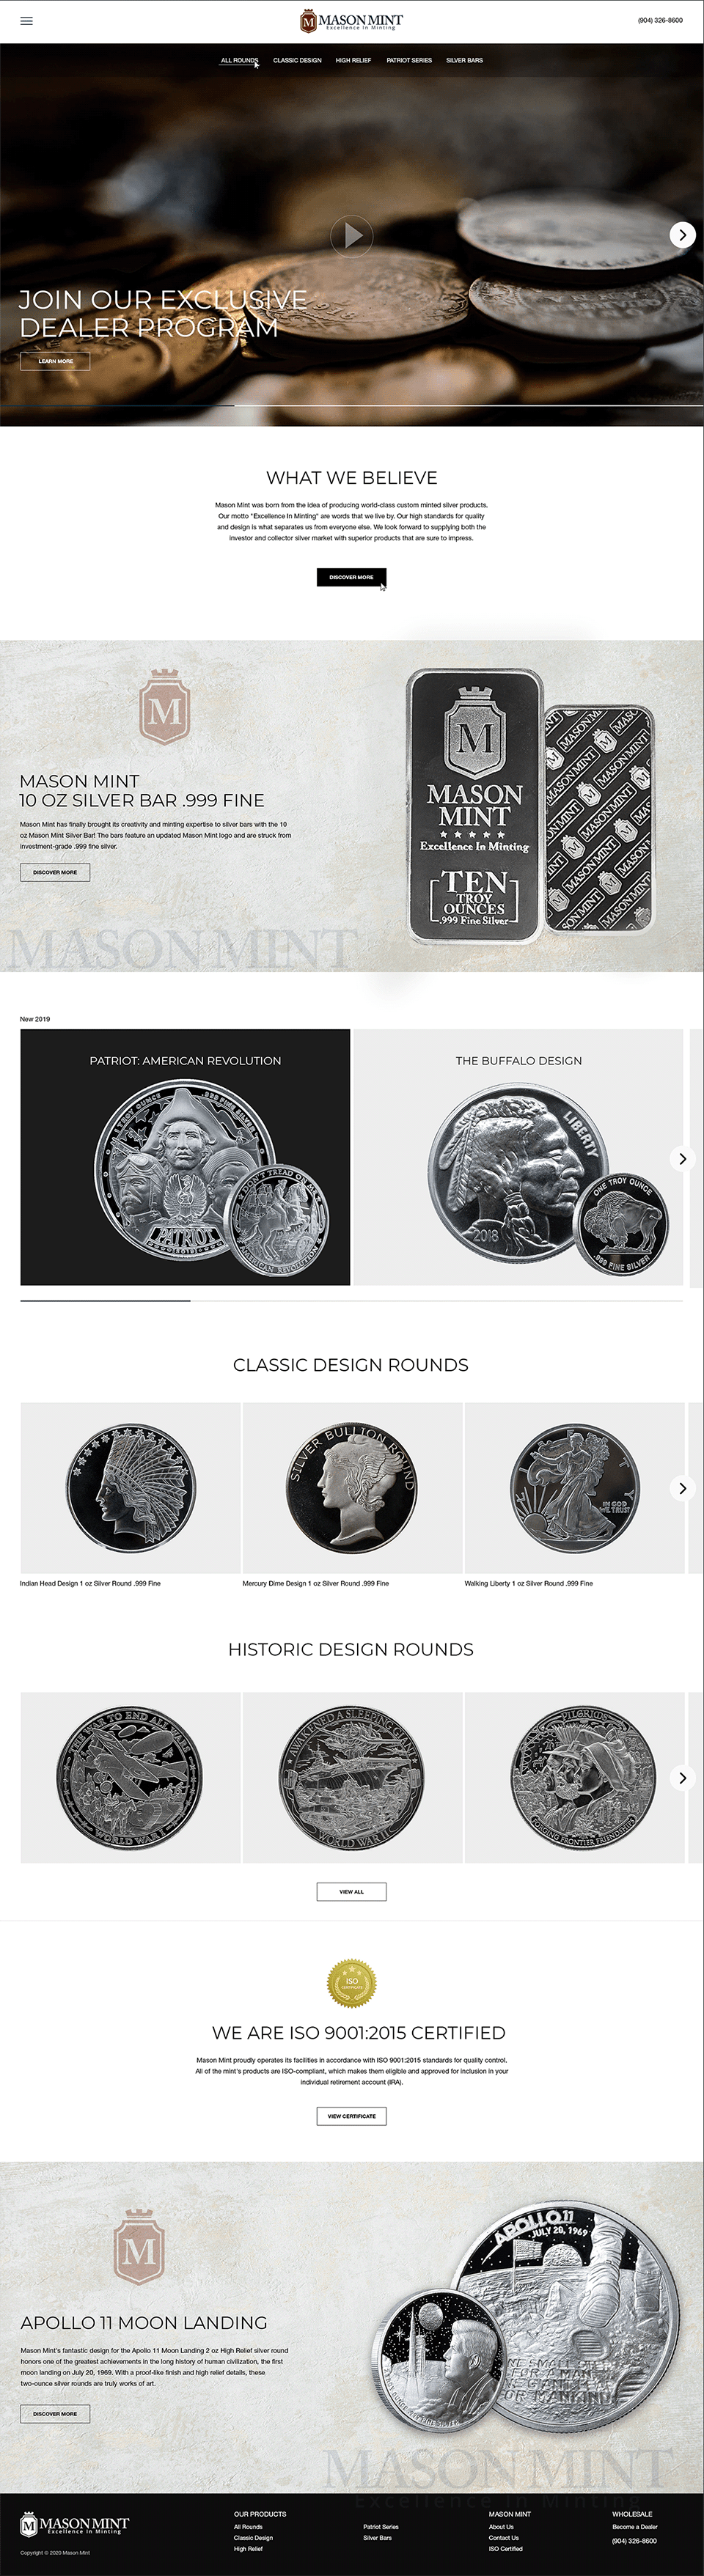 M MASON MINT
Excellence In Minting
(904) 326-8600
ALL ROUNDS CLASSIC DESIGN HIGH RELIEF PATRIOT SERIES SILVER BARS
JOIN OUR EXCLUSIVE
DEALER PROGRAM
LEARN MORE
WHAT WE BELIEVE
Mason Mint was born from the idea of producing world-class custom minted silver products.
Our motto "Excellence In Minting" are words that we live by. Our high standards for quality
and design is what separates us from everyone else. We look forward to supplying both the
investor and collector silver market with superior products that are sure to impress.
DISCOVER MORE
M
MASON MINT
10 OZ SILVER BAR .999 FINE
Mason Mint has finally brought its creativity and minting expertise to silver bars with the 10
oz Mason Mint Silver Bar! The bars feature an updated Mason Mint logo and are struck from
investment-grade .999 fine silver.
DISCOVER MORE
MASON MINT
M
MASON
MINT
Excellence In Minting
TEN
TROY
OUNCES
.999 Fine Silver
MASON MINT
New 2019
PATRIOT: AMERICAN REVOLUTION
.999 FINE SILVER
PATRIOT
DON'T TREAD ON ME
AMERICAN REVOLUTION
THE BUFFALO DESIGN
LIBERTY
2018
ONE TROY OUNCE
.999 FINE SILVER
CLASSIC DESIGN ROUNDS
SILVER BULLION ROUND
IN GOD
WE TRUST
Indian Head Design 1 oz Silver Round .999 Fine
Mercury Dime Design 1 oz Silver Round .999 Fine
Walking Liberty 1 oz Silver Round .999 Fine
HISTORIC DESIGN ROUNDS
THE WAR TO END ALL WARS
WORLD WAR I
AWAKENED A SLEEPING GIANT
WORLD WAR II
PILGRIMS
FORGING FRONTIER FRIENDSHIPS
VIEW ALL
ISO
CERTIFICATE
WE ARE ISO 9001:2015 CERTIFIED
Mason Mint proudly operates its facilities in accordance with ISO 9001:2015 standards for quality control.
All of the mint's products are ISO-compliant, which makes them eligible and approved for inclusion in your
individual retirement account (IRA).
VIEW CERTIFICATE
M
APOLLO 11 MOON LANDING
Mason Mint's fantastic design for the Apollo 11 Moon Landing 2 oz High Relief silver round
honors one of the greatest achievements in the long history of human civilization, the first
moon landing on July 20, 1969. With a proof-like finish and high relief details, these
two-ounce silver rounds are truly works of art.
DISCOVER MORE
APOLLO 11
JULY 20, 1969
MASON MINT
Excellence In Minting
M MASON MINT
Excellence In Minting
Copyright © 2020 Mason Mint
OUR PRODUCTS
All Rounds
Classic Design
High Relief
Patriot Series
Silver Bars
MASON MINT
About Us
Contact Us
ISO Certified
WHOLESALE
Become a Dealer
(904) 326-8600